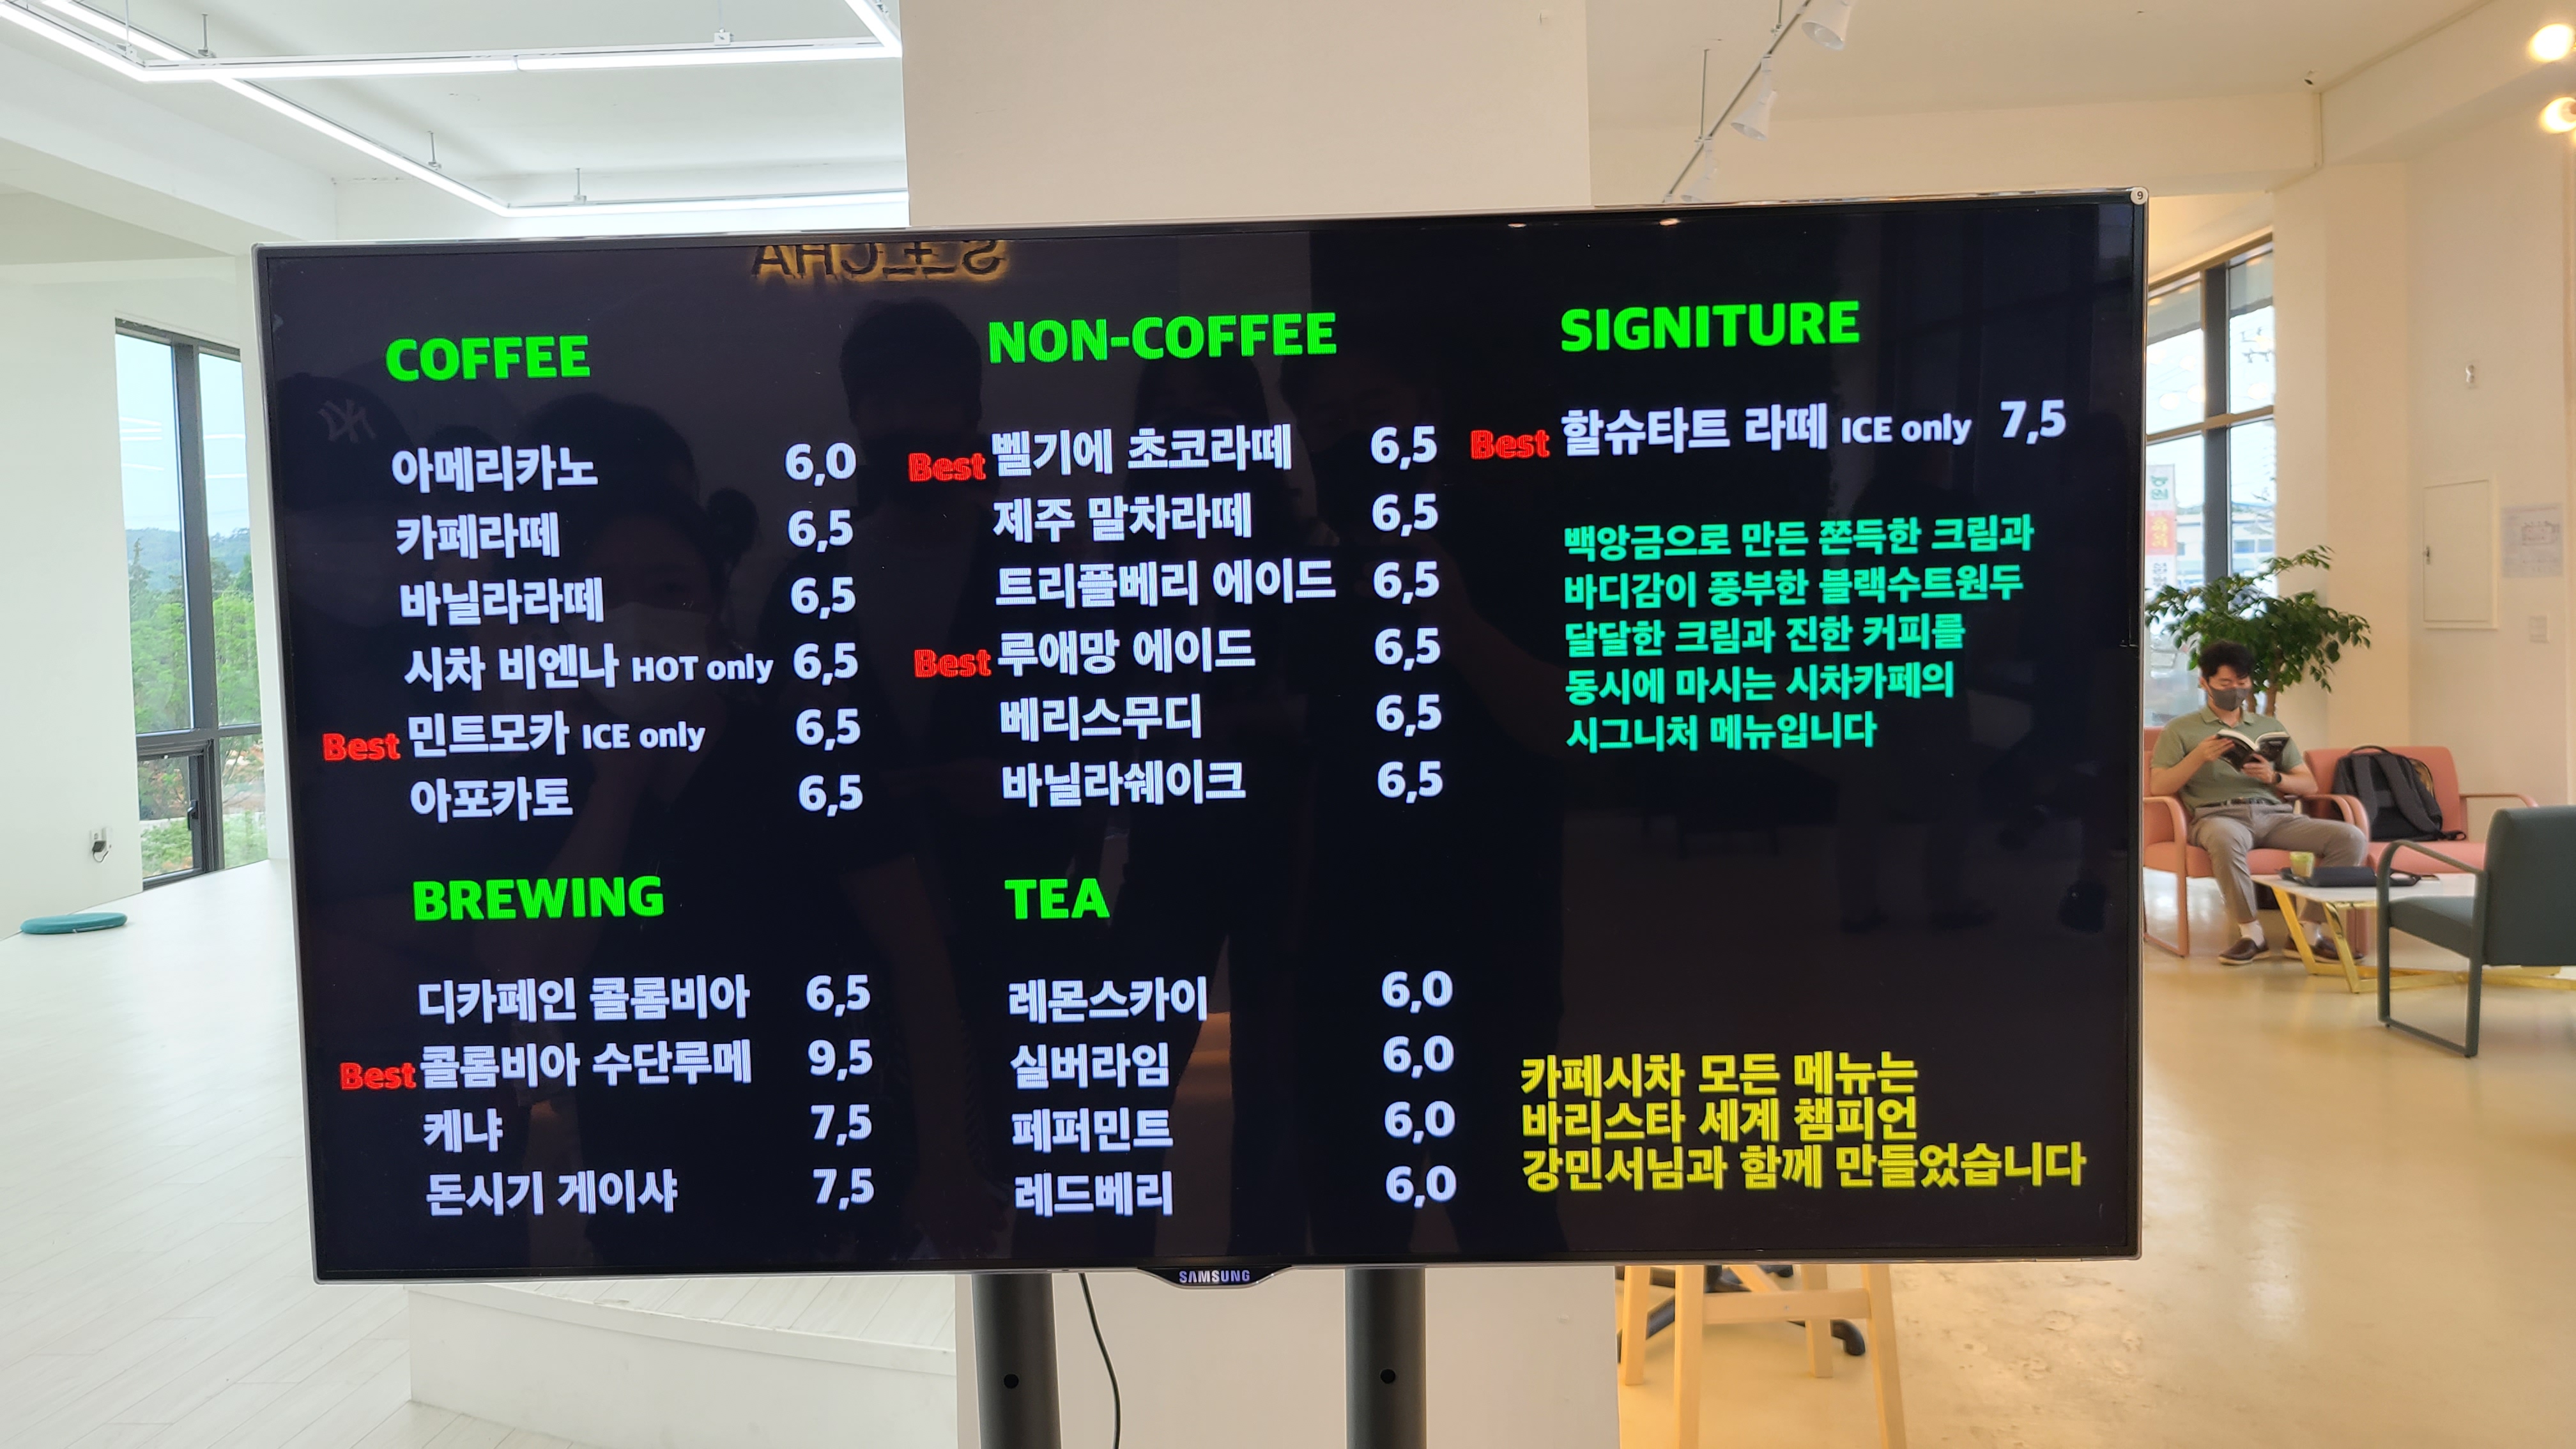 COFFEE
아메리카노 6,0
카페라떼 6,5
바닐라라떼 6,5
시차 비엔나 HOT only 6,5
Best 민트모카 ICE only 6,5
아포카토 6,5
BREWING
디카페인 콜롬비아 6,5
Best 콜롬비아 수단루메 9,5
케냐 7,5
돈시기 게이샤 7,5
NON-COFFEE
Best 벨기에 초코라떼 6,5
제주 말차라떼 6,5
트리플베리 에이드 6,5
Best 루애망 에이드 6,5
베리스무디 6,5
바닐라쉐이크 6,5
TEA
레몬스카이 6,0
실버라임 6,0
페퍼민트 6,0
레드베리 6,0
SIGNITURE
Best 할슈타트 라떼 ICE only 7,5
백앙금으로 만든 쫀득한 크림과
바디감이 풍부한 블랙수트원두
달달한 크림과 진한 커피를
동시에 마시는 시차카페의
시그니처 메뉴입니다
카페시차 모든 메뉴는
바리스타 세계 챔피언
강민서님과 함께 만들었습니다
SAMSUNG